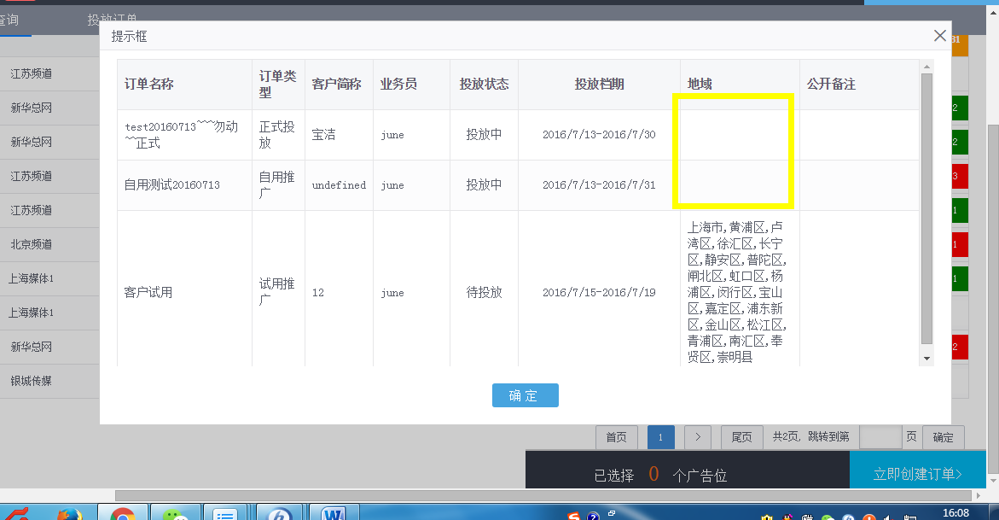 查询
投放订单
提示框
31
江苏频道
新华总网
新华总网
江苏频道
江苏频道
北京频道
上海媒体1
上海媒体1
新华总网
银城传媒
订单名称
订单类
型
客户简称
业务员
投放状态
投放档期
地域
公开备注
test20160713~~~勿动
~~正式
正式投
放
宝洁
june
投放中
2016/7/13-2016/7/30
自用测试20160713
自用推
广
undefined
june
投放中
2016/7/13-2016/7/31
客户试用
试用推
广
12
june
待投放
2016/7/15-2016/7/19
上海市,黄浦区,卢
湾区,徐汇区,长宁
区,静安区,普陀区,
闸北区,虹口区,杨
浦区,闵行区,宝山
区,嘉定区,浦东新
区,金山区,松江区,
青浦区,南汇区,奉
贤区,崇明县
2
2
3
1
1
1
2
确 定
首页
1
>
尾页
共2页, 跳转到第
页
确定
已选择 0 个广告位
立即创建订单>
16:08